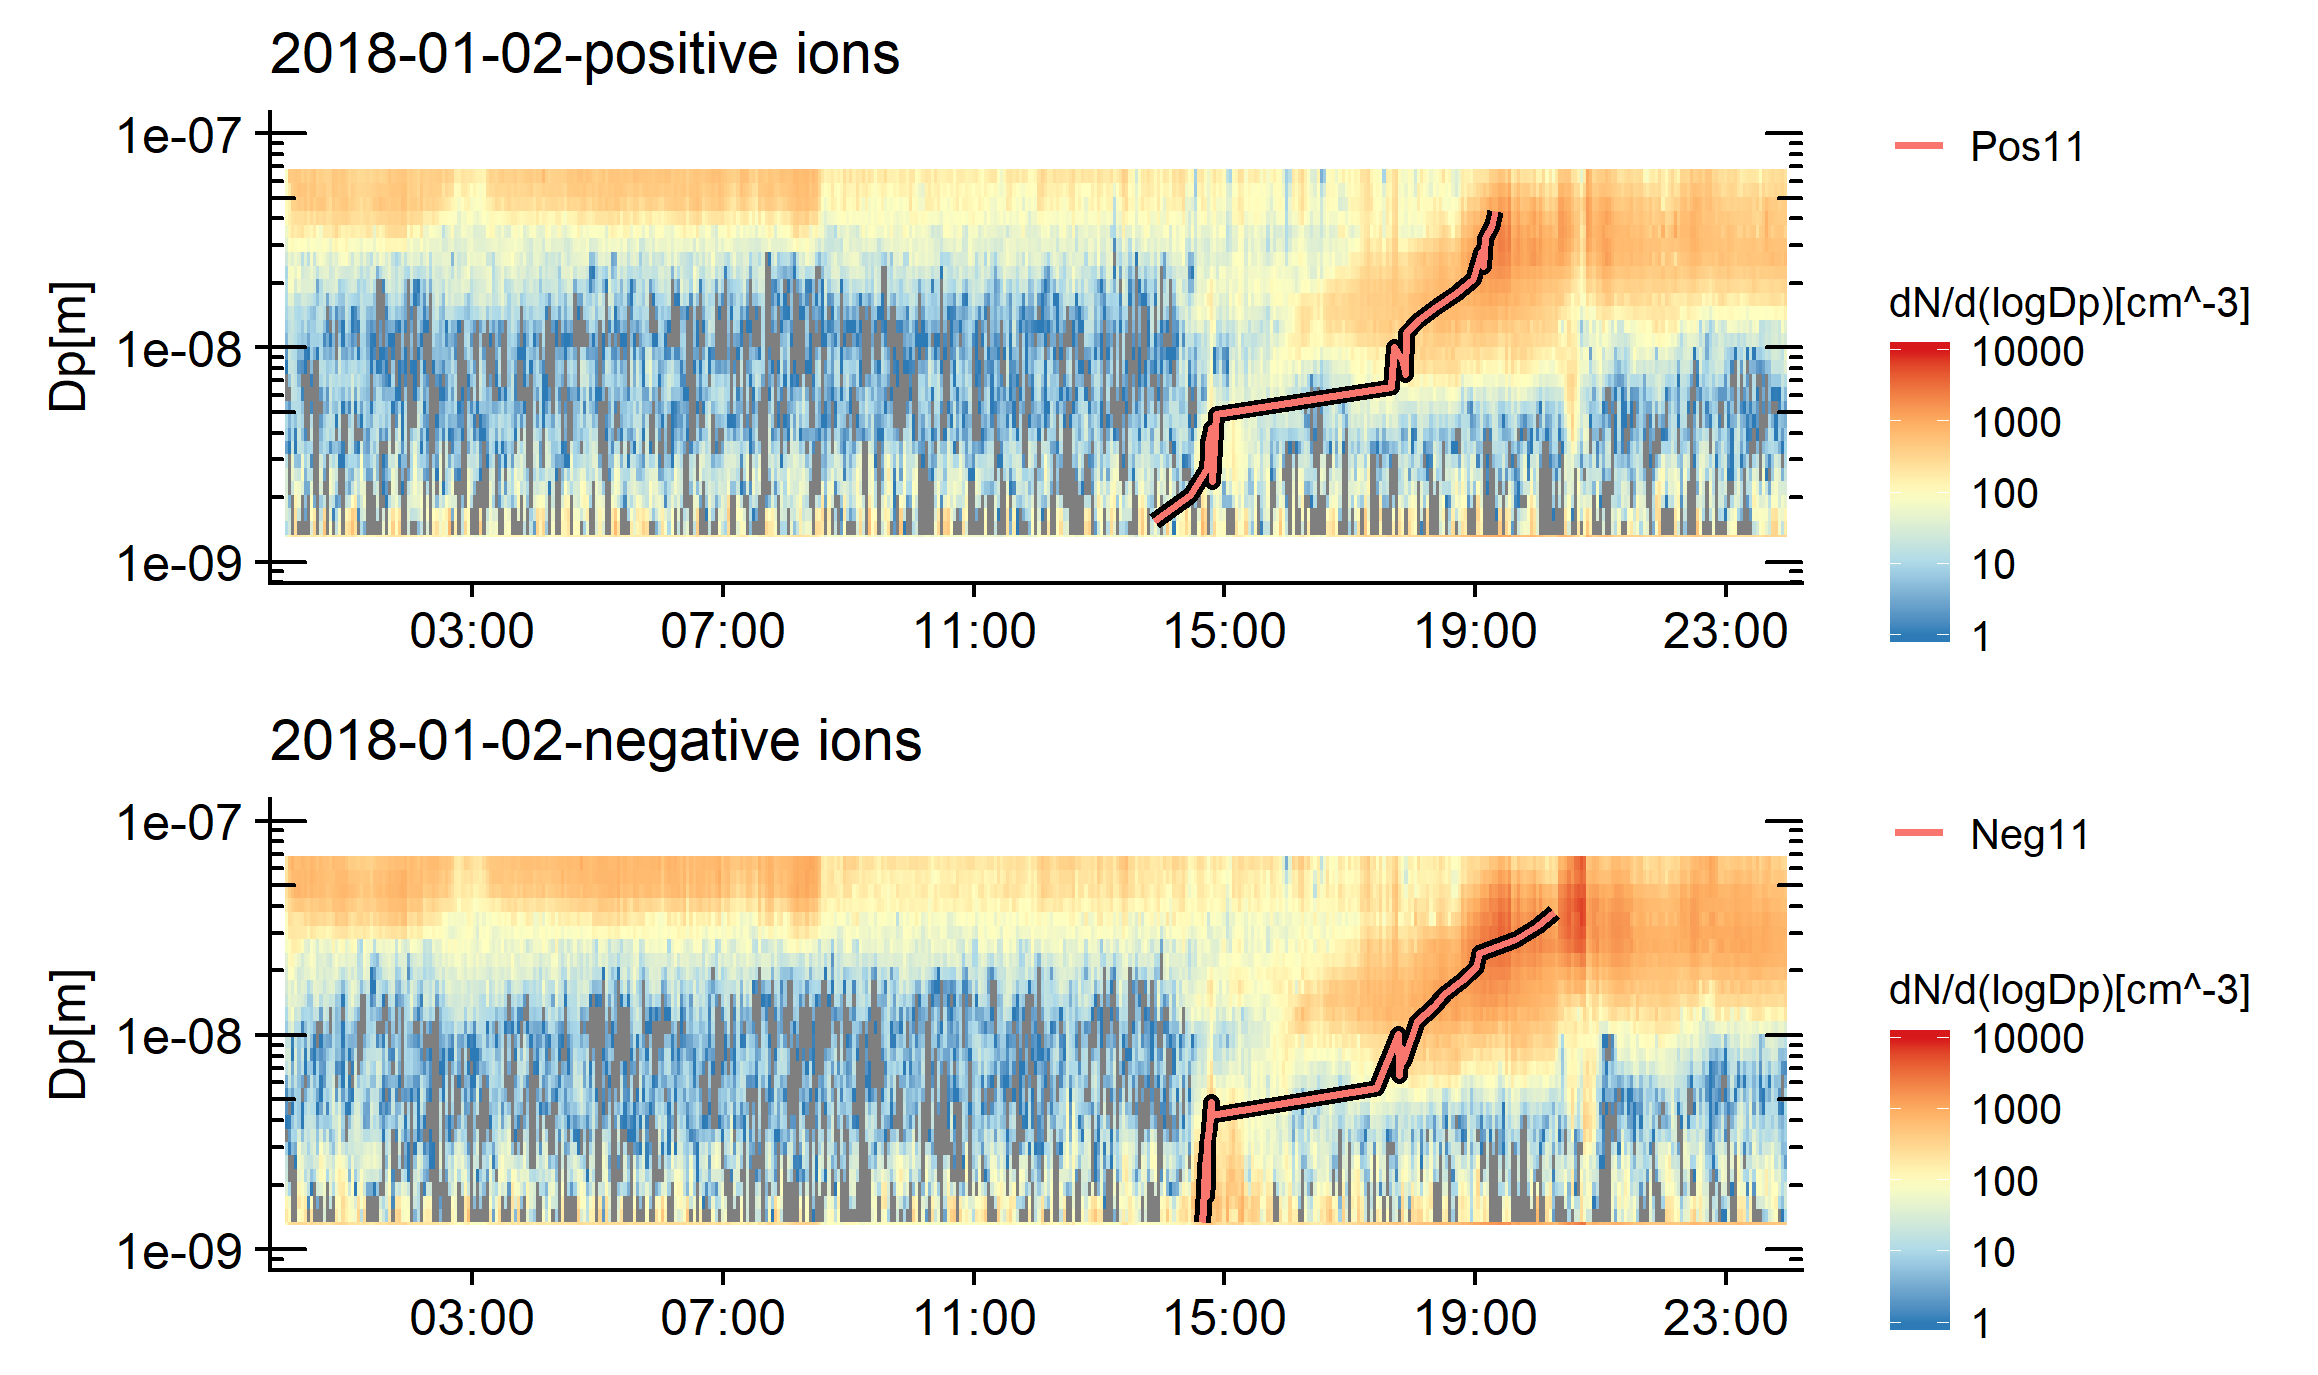 2018-01-02-positive ions
1e-07
1e-08
1e-09
Dp[m]
03:00 07:00 11:00 15:00 19:00 23:00
Pos11
dN/d(logDp)[cm^-3]
10000
1000
100
10
1
2018-01-02-negative ions
1e-07
1e-08
1e-09
Dp[m]
03:00 07:00 11:00 15:00 19:00 23:00
Neg11
dN/d(logDp)[cm^-3]
10000
1000
100
10
1